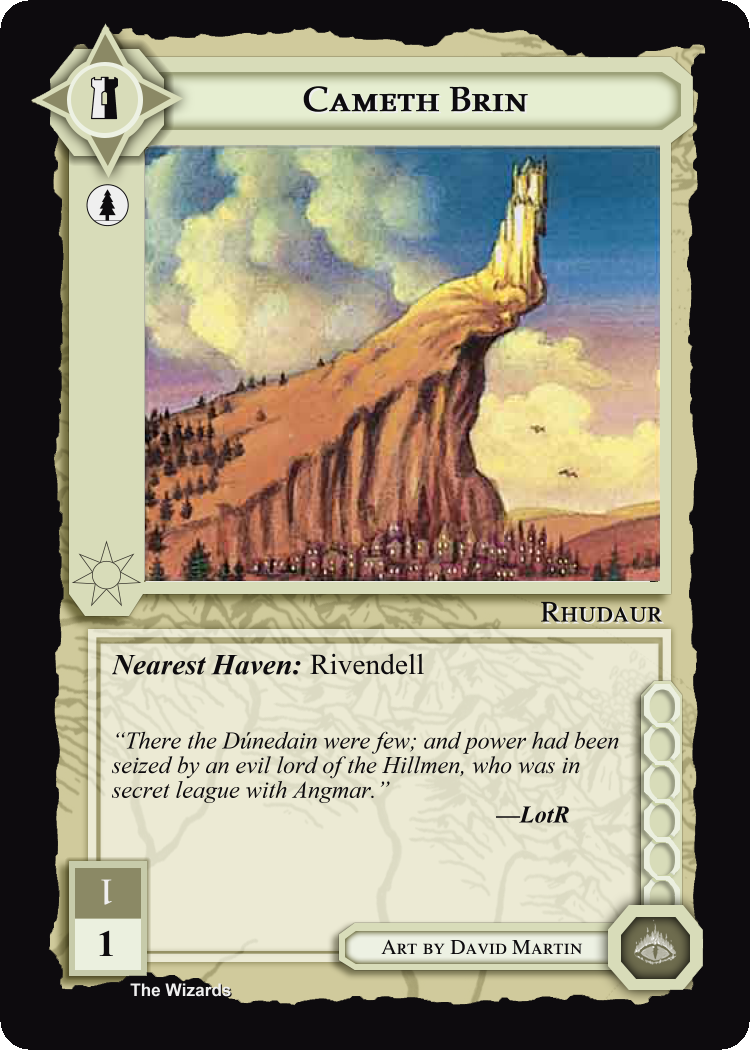 Cameth Brin
Rhudaur
Nearest Haven: Rivendell
“There the Dúnedain were few; and power had been
seized by an evil lord of the Hillmen, who was in
secret league with Angmar.”
—LotR
1
1
Art by David Martin
The Wizards